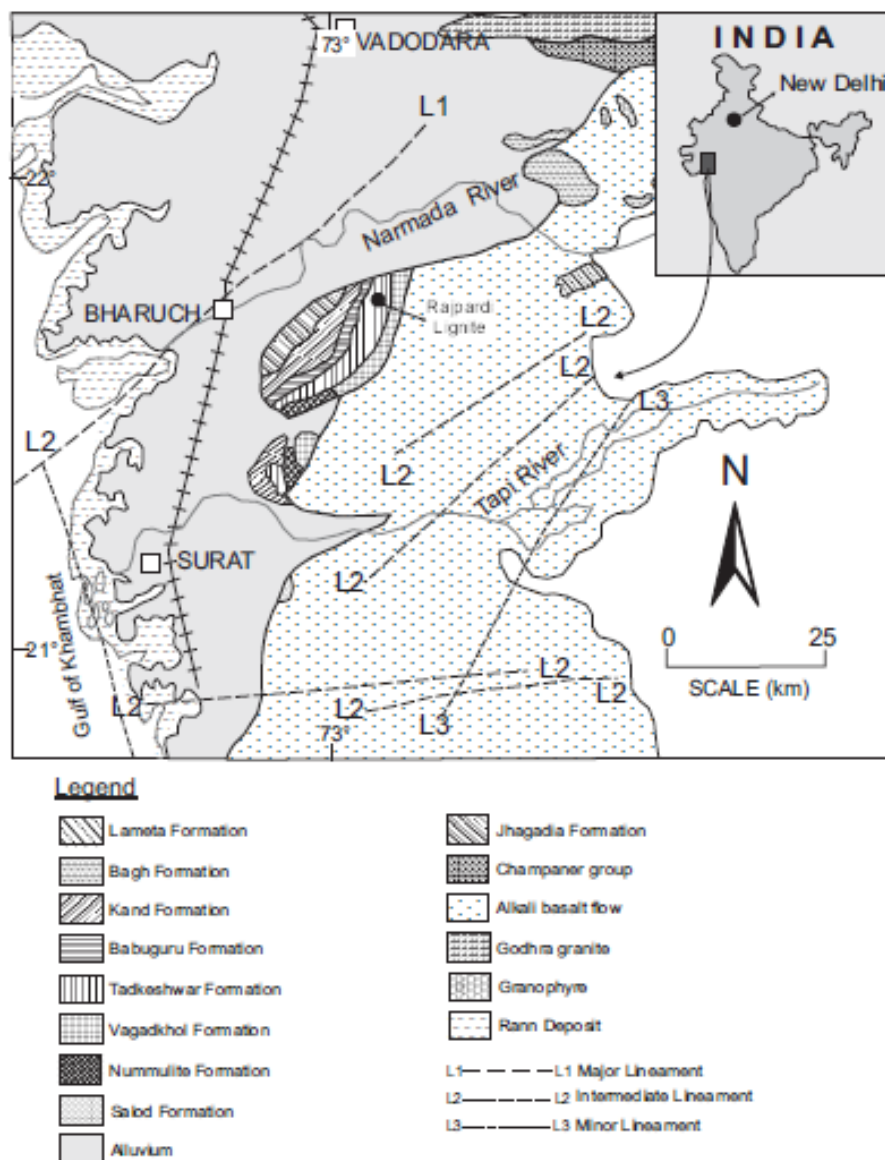 73° VADODARA
INDIA
New Delhi
L1
22°
Narmada River
BHARUCH
Rajpardi
Lignite
L2
L2
L3
L2
L2
Tapi River
N
SURAT
L2
0 25
21°
SCALE (km)
Gulf of Khambhat
L2
L2
L2
L2
L3
73°
Legend
Lameta Formation
Bagh Formation
Kand Formation
Babuguru Formation
Tadkeshwar Formation
Vagadkhol Formation
Nummulite Formation
Salod Formation
Alluvium
Jhagadia Formation
Champaner group
Alkali basalt flow
Godhra granite
Granophyre
Rann Deposit
L1 L1 Major Lineament
L2 L2 Intermediate Lineament
L3 L3 Minor Lineament